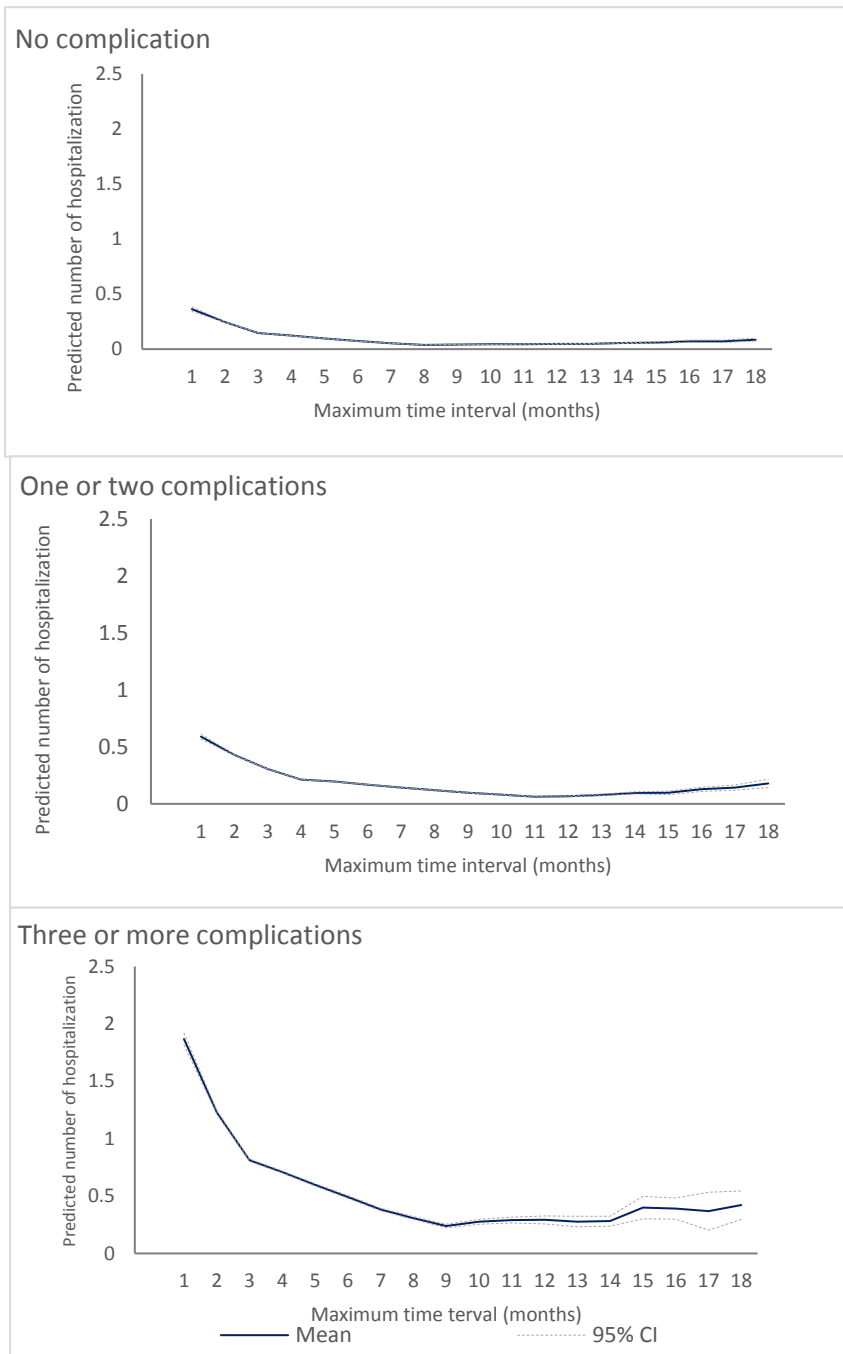 No complication
Predicted number of hospitalization
2.5
2
1.5
1
0.5
0
1 2 3 4 5 6 7 8 9 10 11 12 13 14 15 16 17 18
Maximum time interval (months)
One or two complications
Predicted number of hospitalization
2.5
2
1.5
1
0.5
0
1 2 3 4 5 6 7 8 9 10 11 12 13 14 15 16 17 18
Maximum time interval (months)
Three or more complications
Predicted number of hospitalization
2.5
2
1.5
1
0.5
0
1 2 3 4 5 6 7 8 9 10 11 12 13 14 15 16 17 18
Maximum time terval (months)
Mean 95% CI